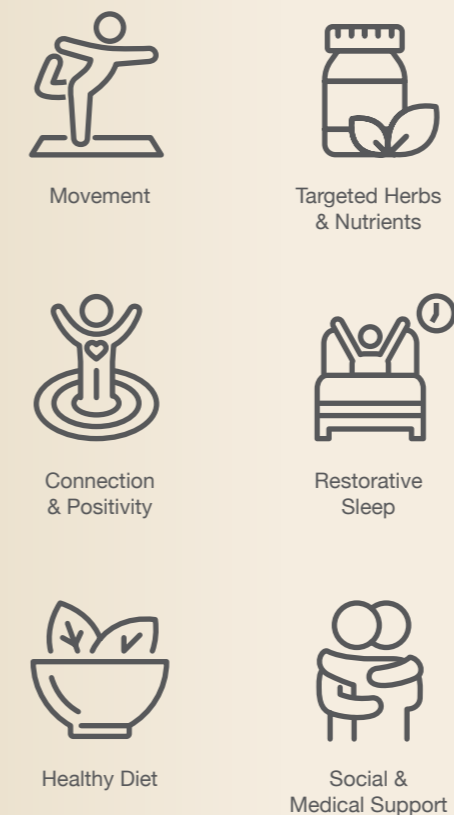 Movement
Targeted Herbs
& Nutrients
Connection
& Positivity
Restorative
Sleep
Healthy Diet
Social &
Medical Support